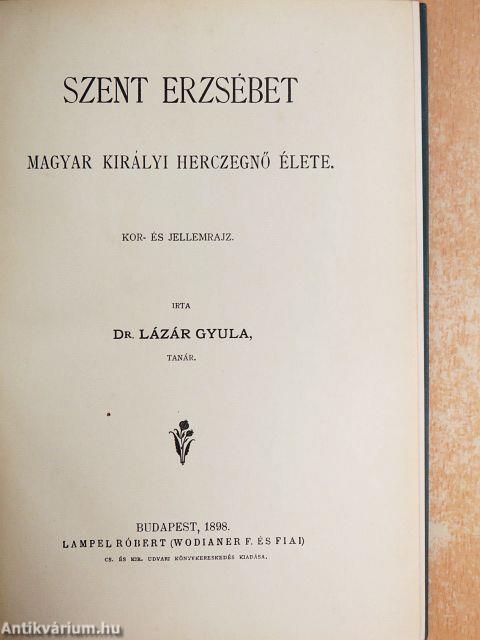 SZENT ERZSÉBET
MAGYAR KIRÁLYI HERCZEGNŐ ÉLETE.
KOR- ÉS JELLEMRAJZ.
IRTA
DR. LÁZÁR GYULA,
TANÁR.
BUDAPEST, 1898.
LAMPEL RÓBERT (WODIANER F. ÉS FIAI)
CS. ÉS KIR. UDVARI KÖNYVKERESKEDÉS KIADÁSA.
Antikvárium.hu